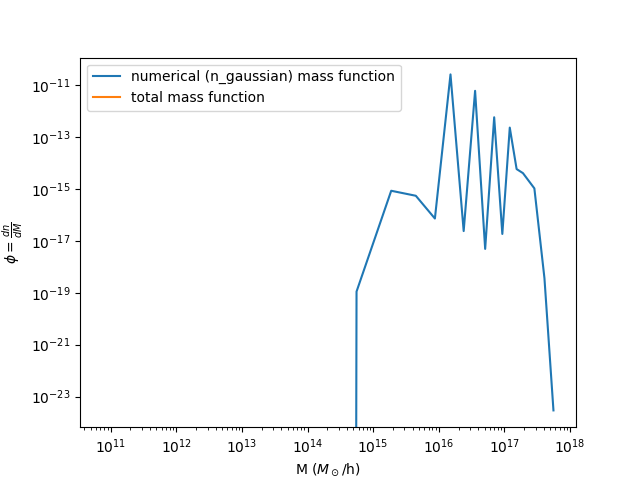 numerical (n_gaussian) mass function
total mass function
10⁻¹¹
10⁻¹³
10⁻¹⁵
10⁻¹⁷
10⁻¹⁹
10⁻²¹
10⁻²³
ϕ = dn/dM
10¹¹ 10¹² 10¹³ 10¹⁴ 10¹⁵ 10¹⁶ 10¹⁷ 10¹⁸
M (M⊙/h)